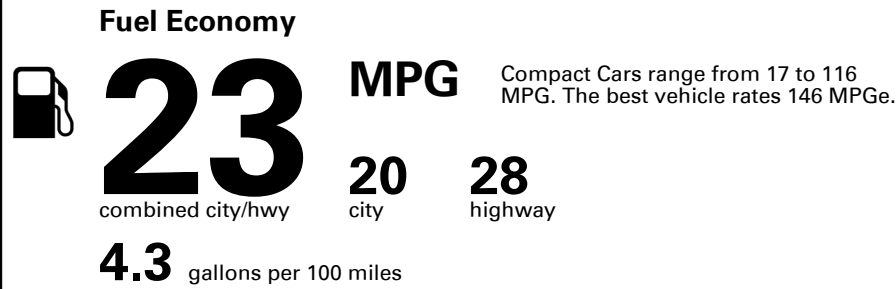 Fuel Economy
23
MPG
Compact Cars range from 17 to 116
MPG. The best vehicle rates 146 MPGe.
combined city/hwy
20
city
28
highway
4.3 gallons per 100 miles